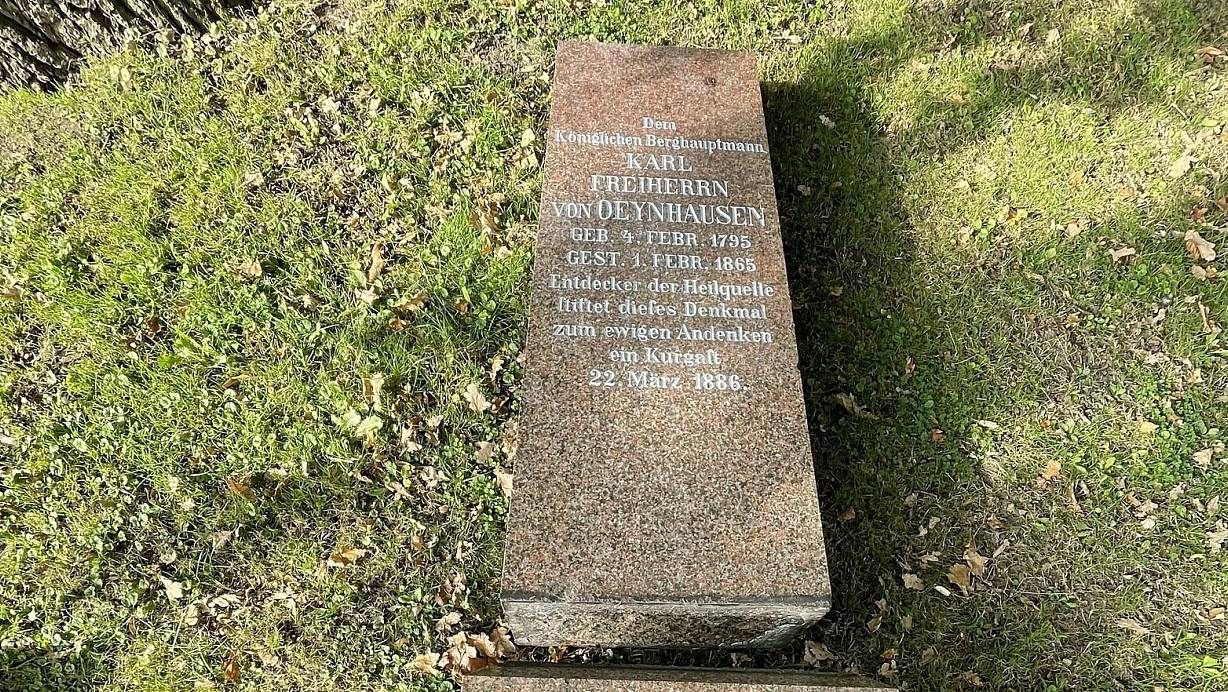 Dem
Königlichen Berghauptmann
KARL
FREIHERRN
VON OEYNHAUSEN
GEB. 4. FEBR. 1795
GEST. 1. FEBR. 1865
Entdecker der Heilquelle
ſtiftet dieſes Denkmal
zum ewigen Andenken
ein Kurgaſt
22. März 1886.